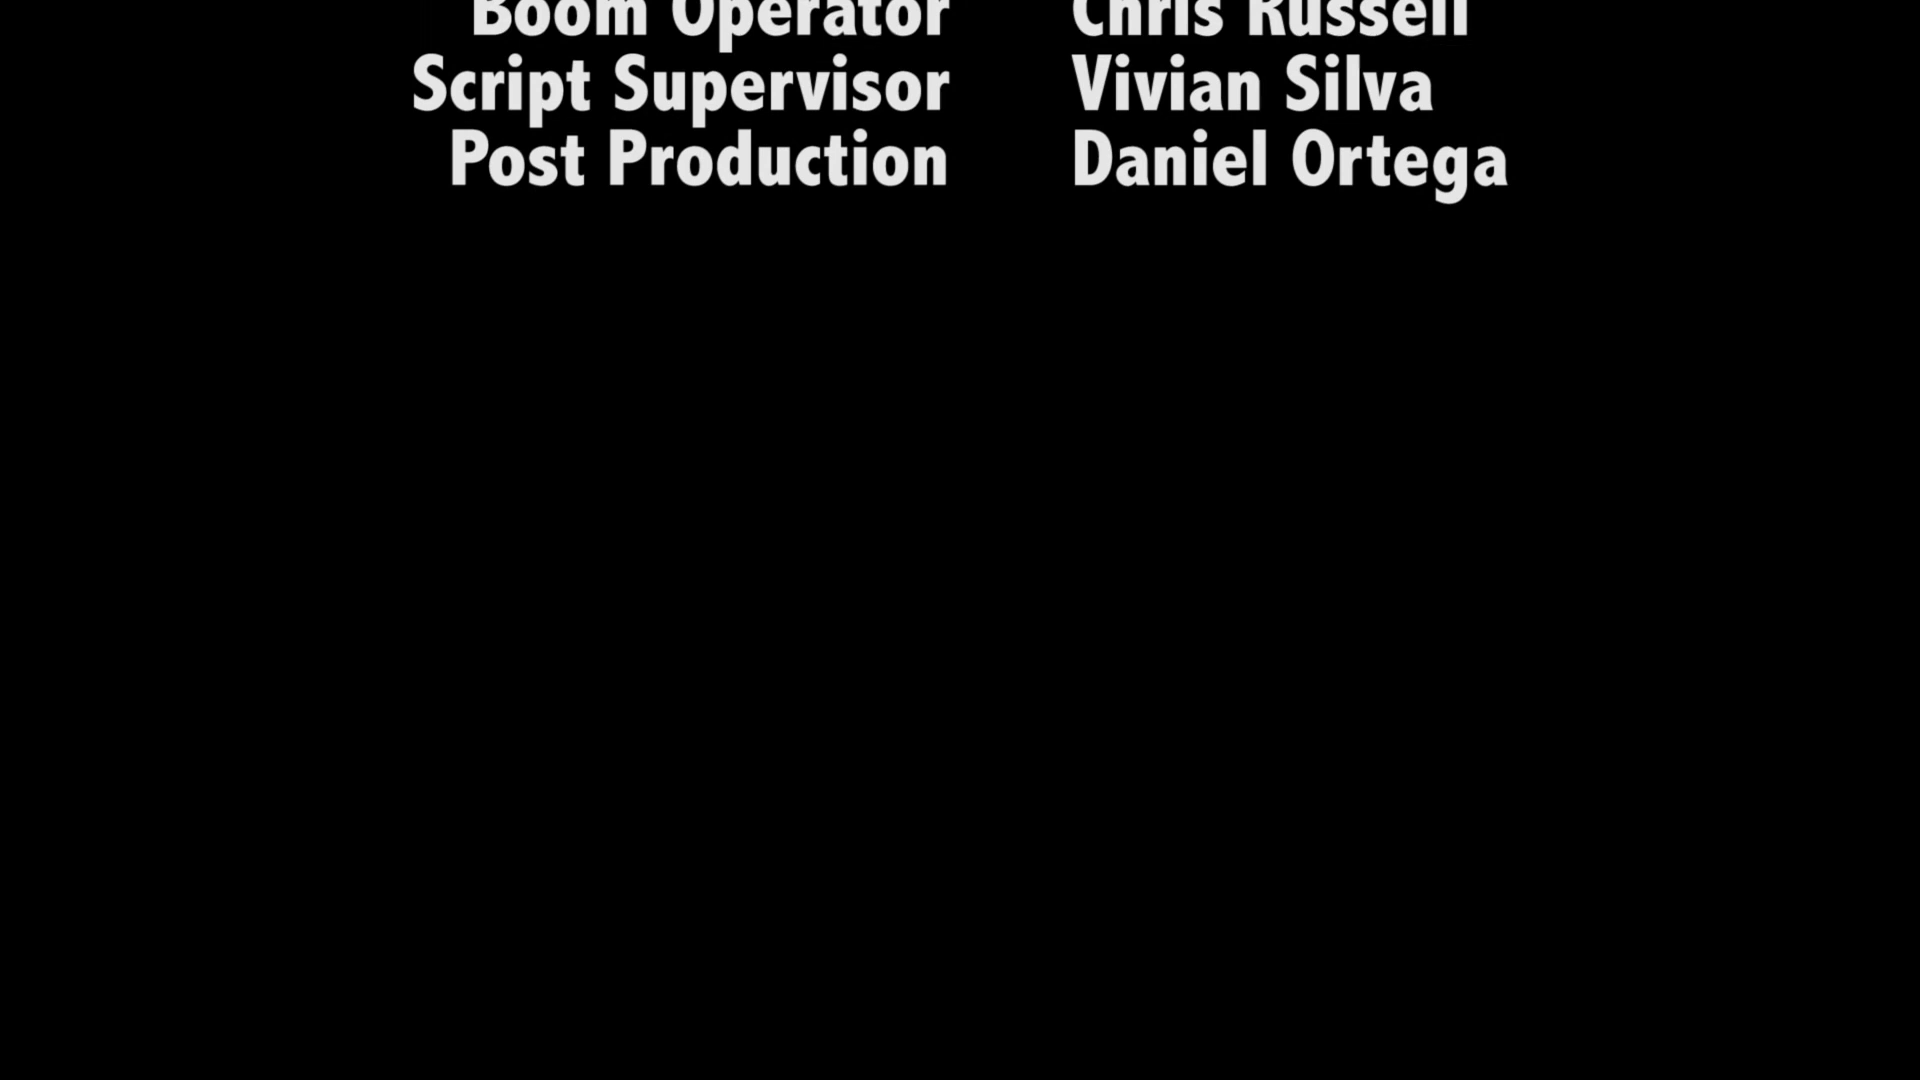 Boom Operator Chris Russell
Script Supervisor Vivian Silva
Post Production Daniel Ortega